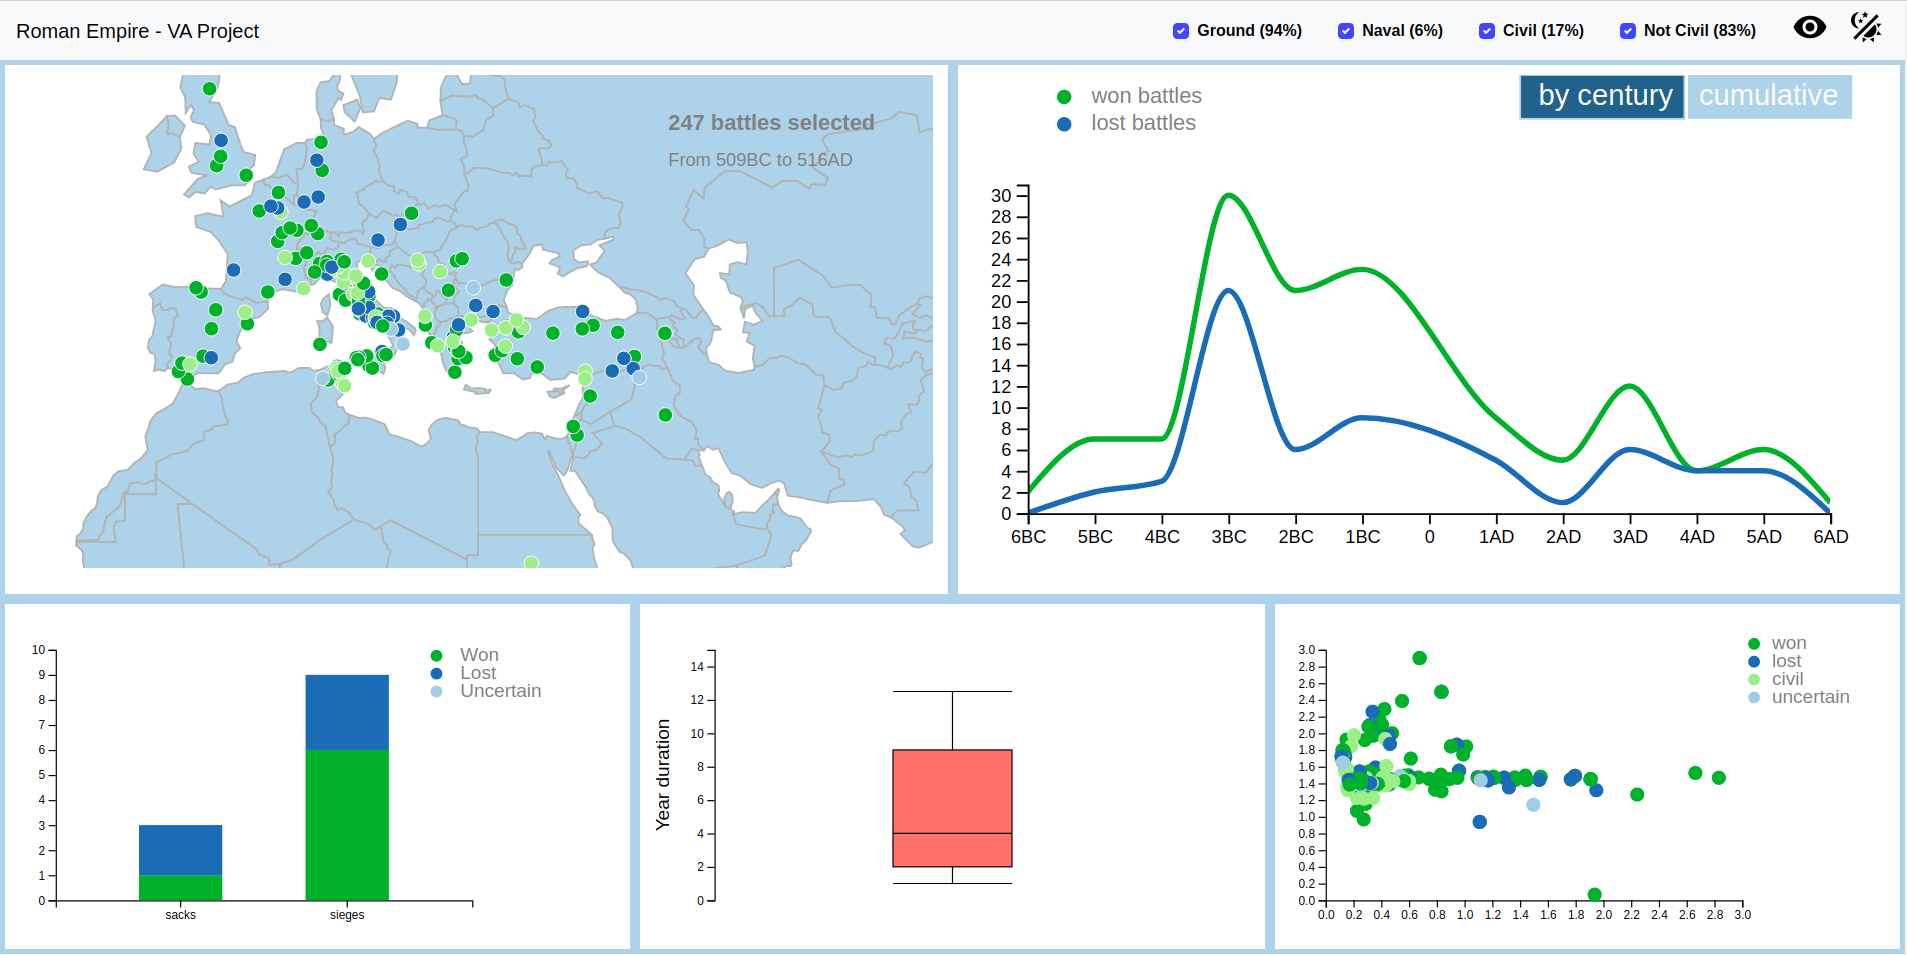 Roman Empire - VA Project
Ground (94%)
Naval (6%)
Civil (17%)
Not Civil (83%)
247 battles selected
From 509BC to 516AD
won battles
lost battles
by century
cumulative
30
28
26
24
22
20
18
16
14
12
10
8
6
4
2
0
6BC 5BC 4BC 3BC 2BC 1BC 0 1AD 2AD 3AD 4AD 5AD 6AD
Won
Lost
Uncertain
10
9
8
7
6
5
4
3
2
1
0
sacks sieges
Year duration
14
12
10
8
6
4
2
0
won
lost
civil
uncertain
3.0
2.8
2.6
2.4
2.2
2.0
1.8
1.6
1.4
1.2
1.0
0.8
0.6
0.4
0.2
0.0
0.0 0.2 0.4 0.6 0.8 1.0 1.2 1.4 1.6 1.8 2.0 2.2 2.4 2.6 2.8 3.0